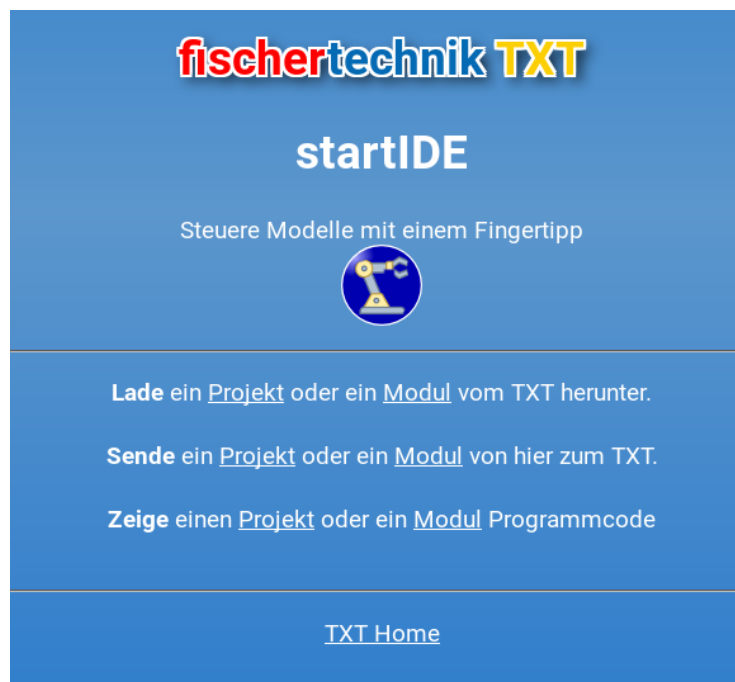 fischertechnik TXT
startIDE
Steuere Modelle mit einem Fingertipp
Lade ein Projekt oder ein Modul vom TXT herunter.
Sende ein Projekt oder ein Modul von hier zum TXT.
Zeige einen Projekt oder ein Modul Programmcode
TXT Home